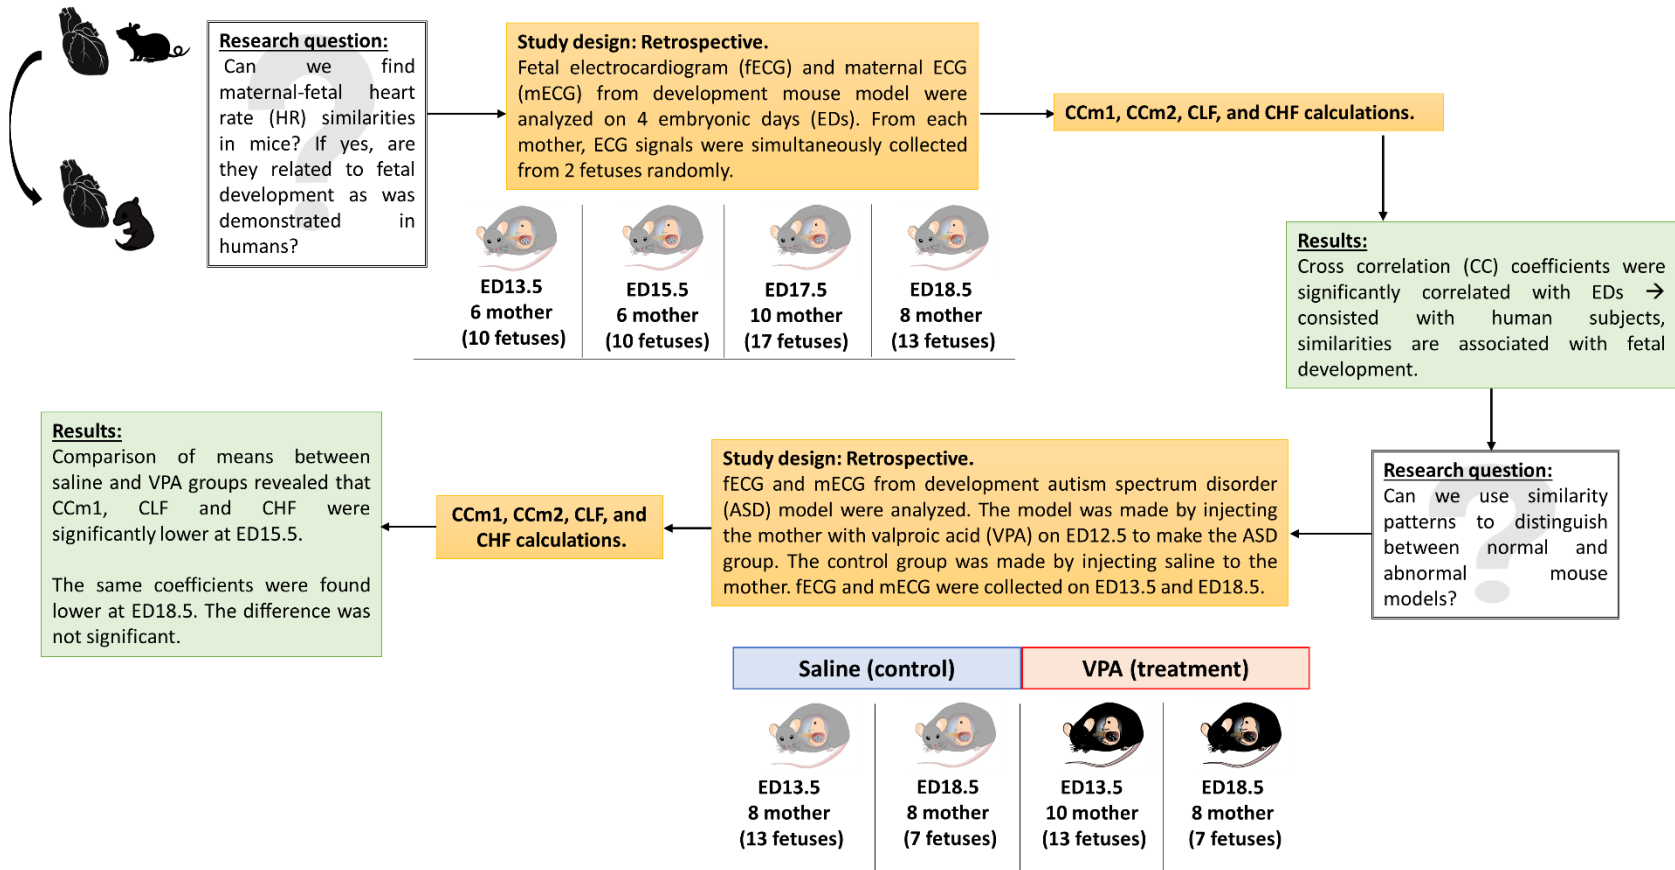 Research question:
Can we find
maternal-fetal heart
rate (HR) similarities
in mice? If yes, are
they related to fetal
development as was
demonstrated in
humans?
Study design: Retrospective.
Fetal electrocardiogram (fECG) and maternal ECG
(mECG) from development mouse model were
analyzed on 4 embryonic days (EDs). From each
mother, ECG signals were simultaneously collected
from 2 fetuses randomly.
ED13.5
6 mother
(10 fetuses)
ED15.5
6 mother
(10 fetuses)
ED17.5
10 mother
(17 fetuses)
ED18.5
8 mother
(13 fetuses)
CCm1, CCm2, CLF, and CHF calculations.
Results:
Cross correlation (CC) coefficients were
significantly correlated with EDs →
consisted with human subjects,
similarities are associated with fetal
development.
Research question:
Can we use similarity
patterns to distinguish
between normal and
abnormal mouse
models?
Study design: Retrospective.
fECG and mECG from development autism spectrum disorder
(ASD) model were analyzed. The model was made by injecting
the mother with valproic acid (VPA) on ED12.5 to make the ASD
group. The control group was made by injecting saline to the
mother. fECG and mECG were collected on ED13.5 and ED18.5.
Saline (control)
VPA (treatment)
ED13.5
8 mother
(13 fetuses)
ED18.5
8 mother
(7 fetuses)
ED13.5
10 mother
(13 fetuses)
ED18.5
8 mother
(7 fetuses)
CCm1, CCm2, CLF, and
CHF calculations.
Results:
Comparison of means between
saline and VPA groups revealed that
CCm1, CLF and CHF were
significantly lower at ED15.5.
The same coefficients were found
lower at ED18.5. The difference was
not significant.